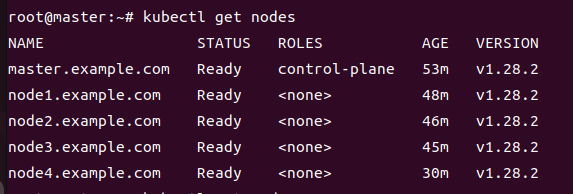 root@master:~# kubectl get nodes
NAME STATUS ROLES AGE VERSION
master.example.com Ready control-plane 53m v1.28.2
node1.example.com Ready <none> 48m v1.28.2
node2.example.com Ready <none> 46m v1.28.2
node3.example.com Ready <none> 45m v1.28.2
node4.example.com Ready <none> 30m v1.28.2